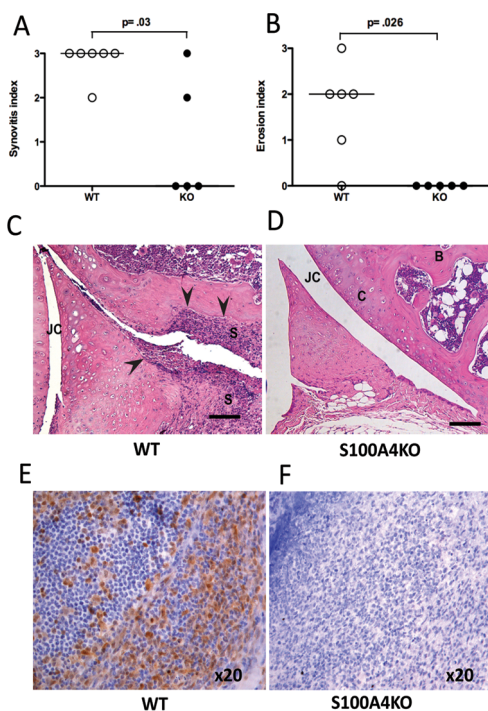 A
p= .03
Synovitis index
3
2
1
0
WT
KO
B
p= .026
Erosion index
3
2
1
0
WT
KO
C
JC
S
S
WT
D
B
JC
C
S100A4KO
E
x20
WT
F
x20
S100A4KO